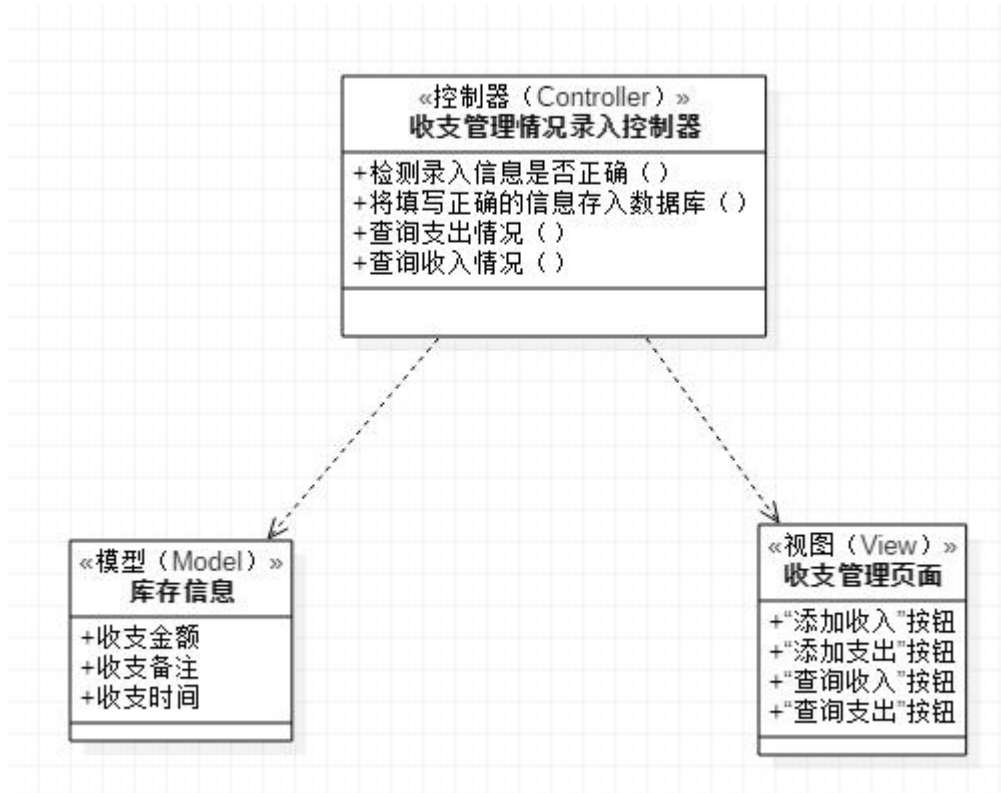 «控制器（Controller）»
收支管理情况录入控制器
+检测录入信息是否正确（）
+将填写正确的信息存入数据库（）
+查询支出情况（）
+查询收入情况（）
«模型（Model）»
库存信息
+收支金额
+收支备注
+收支时间
«视图（View）»
收支管理页面
+“添加收入”按钮
+“添加支出”按钮
+“查询收入”按钮
+“查询支出”按钮